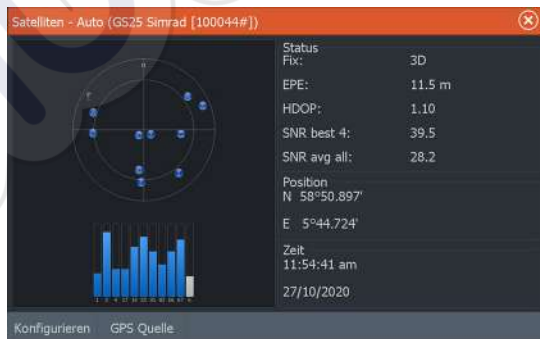 Satelliten - Auto (GS25 Simrad [100044#])
Status
Fix: 3D
EPE: 11.5 m
HDOP: 1.10
SNR best 4: 39.5
SNR avg all: 28.2
Position
N 58°50.897'
E 5°44.724'
Zeit
11:54:41 am
27/10/2020
Konfigurieren GPS Quelle